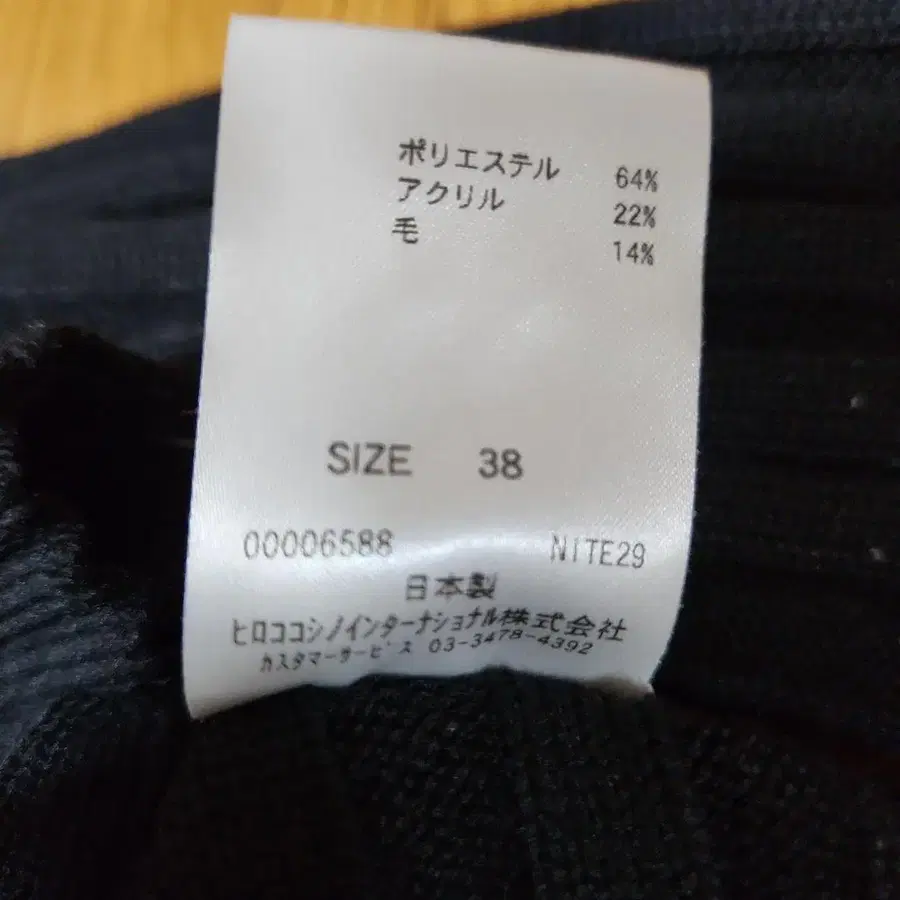 ポリエステル 64%
アクリル 22%
毛 14%
SIZE 38
00006588 NITE29
日本製
ヒロココシノインターナショナル株式会社
カスタマーサービス 03-3478-4392